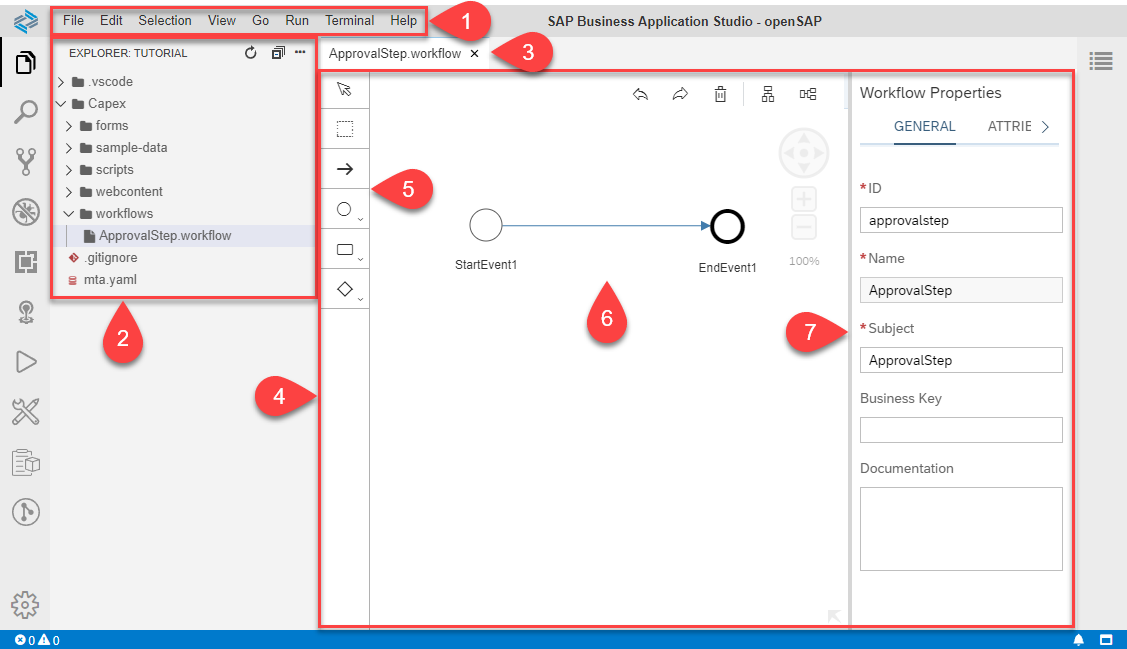 File Edit Selection View Go Run Terminal Help
1
SAP Business Application Studio - openSAP
EXPLORER: TUTORIAL
ApprovalStep.workflow
3
.vscode
Capex
forms
sample-data
scripts
webcontent
workflows
ApprovalStep.workflow
.gitignore
mta.yaml
2
4
5
StartEvent1
EndEvent1
100%
6
Workflow Properties
GENERAL ATTRIE
* ID
approvalstep
* Name
ApprovalStep
7
* Subject
ApprovalStep
Business Key
Documentation
0 0